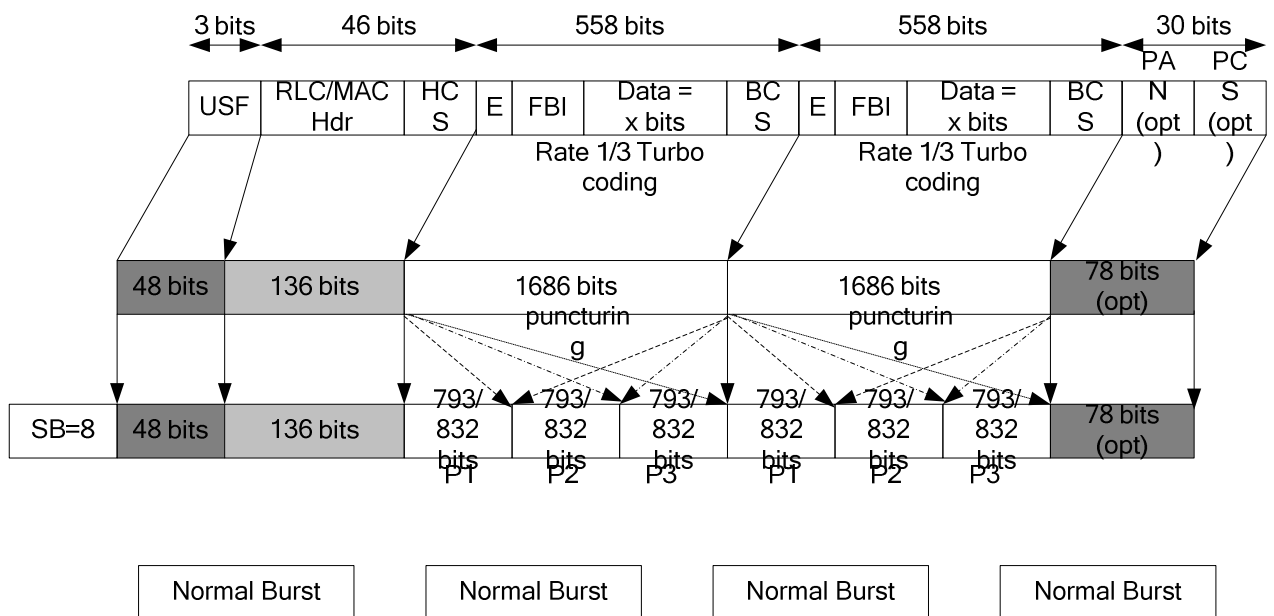 3 bits 46 bits 558 bits 558 bits 30 bits
USF
RLC/MAC
Hdr
HC
S
E
FBI
Data =
x bits
BC
S
E
FBI
Data =
x bits
BC
S
PA
N
(opt
)
PC
S
(opt
)
Rate 1/3 Turbo
coding
Rate 1/3 Turbo
coding
48 bits
136 bits
1686 bits
puncturin
g
1686 bits
puncturin
g
78 bits
(opt)
SB=8
48 bits
136 bits
793/
832
bits
P1
793/
832
bits
P2
793/
832
bits
P3
793/
832
bits
P1
793/
832
bits
P2
793/
832
bits
P3
78 bits
(opt)
Normal Burst
Normal Burst
Normal Burst
Normal Burst